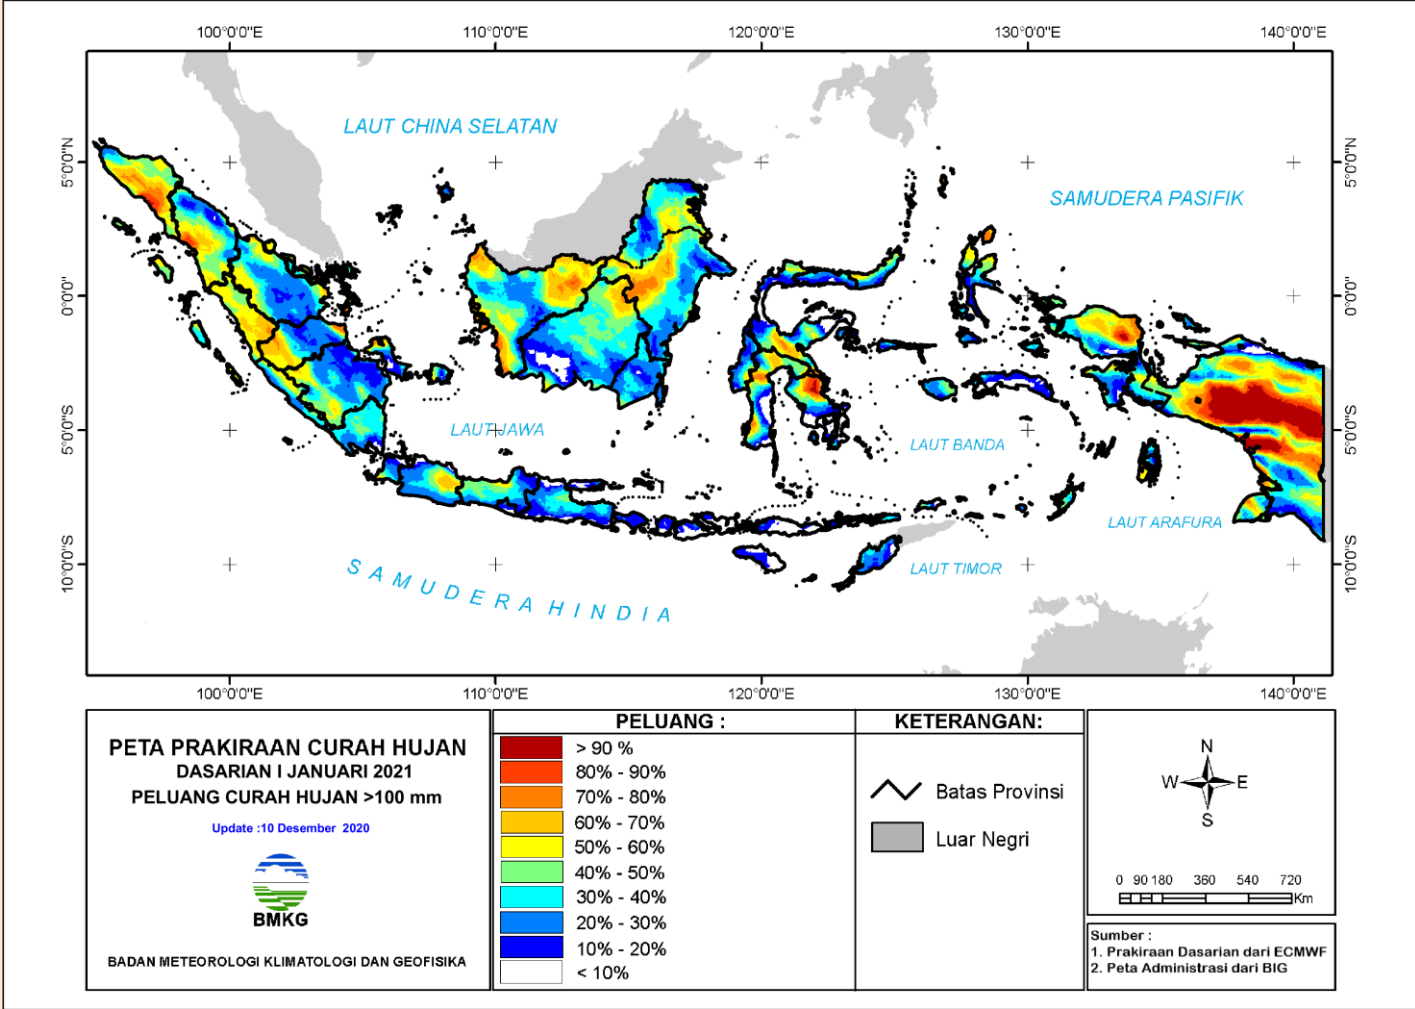 100°0'0"E 110°0'0"E 120°0'0"E 130°0'0"E 140°0'0"E
LAUT CHINA SELATAN
5°0'0"N 5°0'0"N
SAMUDERA PASIFIK
0°0'0" 0°0'0"
LAUT JAWA
5°0'0"S 5°0'0"S
LAUT BANDA
LAUT ARAFURA
10°0'0"S 10°0'0"S
LAUT TIMOR
SAMUDERA HINDIA
100°0'0"E 110°0'0"E 120°0'0"E 130°0'0"E 140°0'0"E
PETA PRAKIRAAN CURAH HUJAN
DASARIAN I JANUARI 2021
PELUANG CURAH HUJAN >100 mm
Update :10 Desember 2020
BMKG
BADAN METEOROLOGI KLIMATOLOGI DAN GEOFISIKA
PELUANG :
> 90 %
80% - 90%
70% - 80%
60% - 70%
50% - 60%
40% - 50%
30% - 40%
20% - 30%
10% - 20%
< 10%
KETERANGAN:
Batas Provinsi
Luar Negri
N
W E
S
0 90 180 360 540 720
Km
Sumber :
1. Prakiraan Dasarian dari ECMWF
2. Peta Administrasi dari BIG